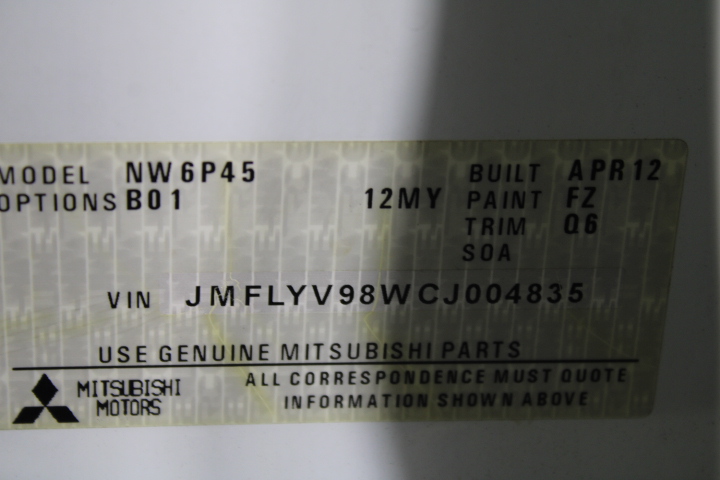 MODEL NW6P45 BUILT APR12
OPTIONS B01 12MY PAINT FZ
TRIM Q6
SOA
VIN JMFLYV98WCJ004835
USE GENUINE MITSUBISHI PARTS
MITSUBISHI MOTORS
ALL CORRESPONDENCE MUST QUOTE
INFORMATION SHOWN ABOVE